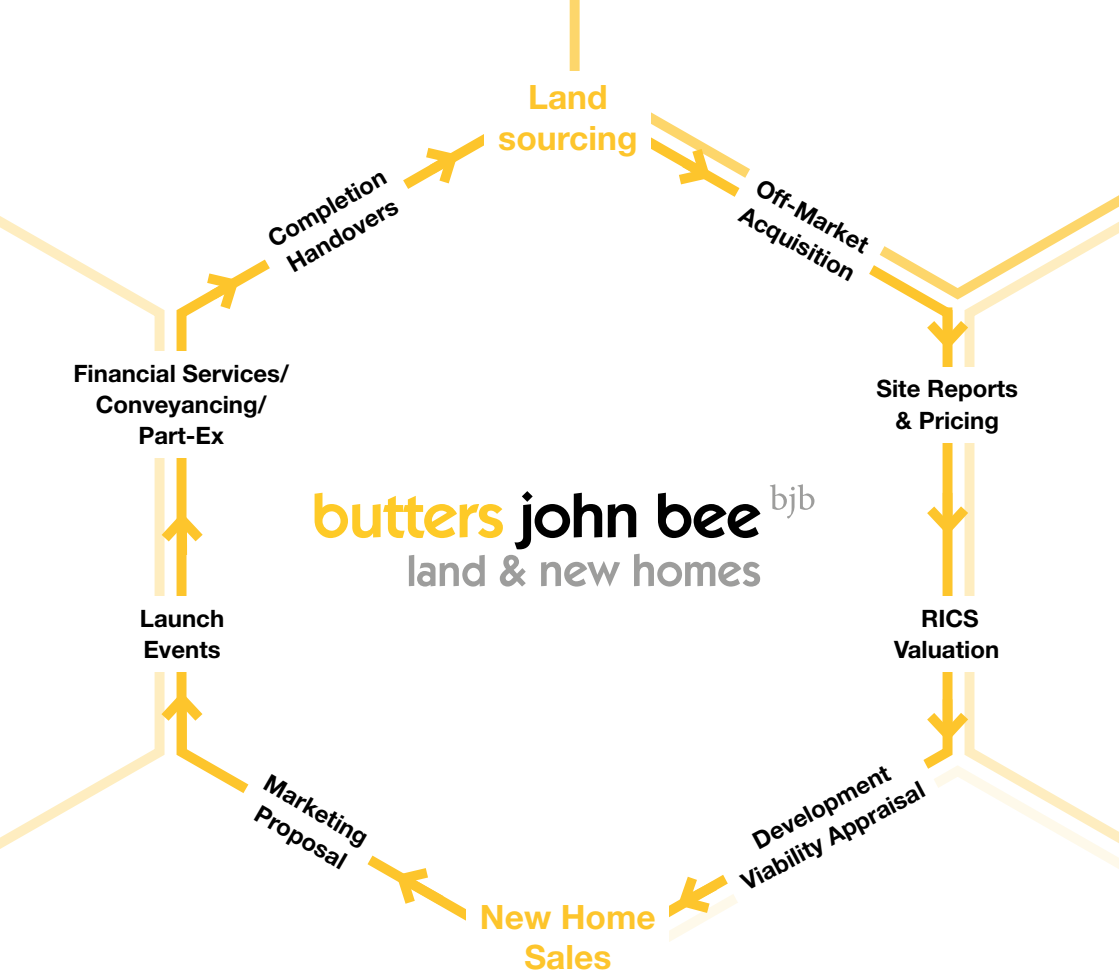 Land
sourcing
Off-Market
Acquisition
Site Reports
& Pricing
RICS
Valuation
Development
Viability Appraisal
New Home
Sales
Marketing
Proposal
Launch
Events
Financial Services/
Conveyancing/
Part-Ex
Completion
Handovers
butters john bee bjb
land & new homes